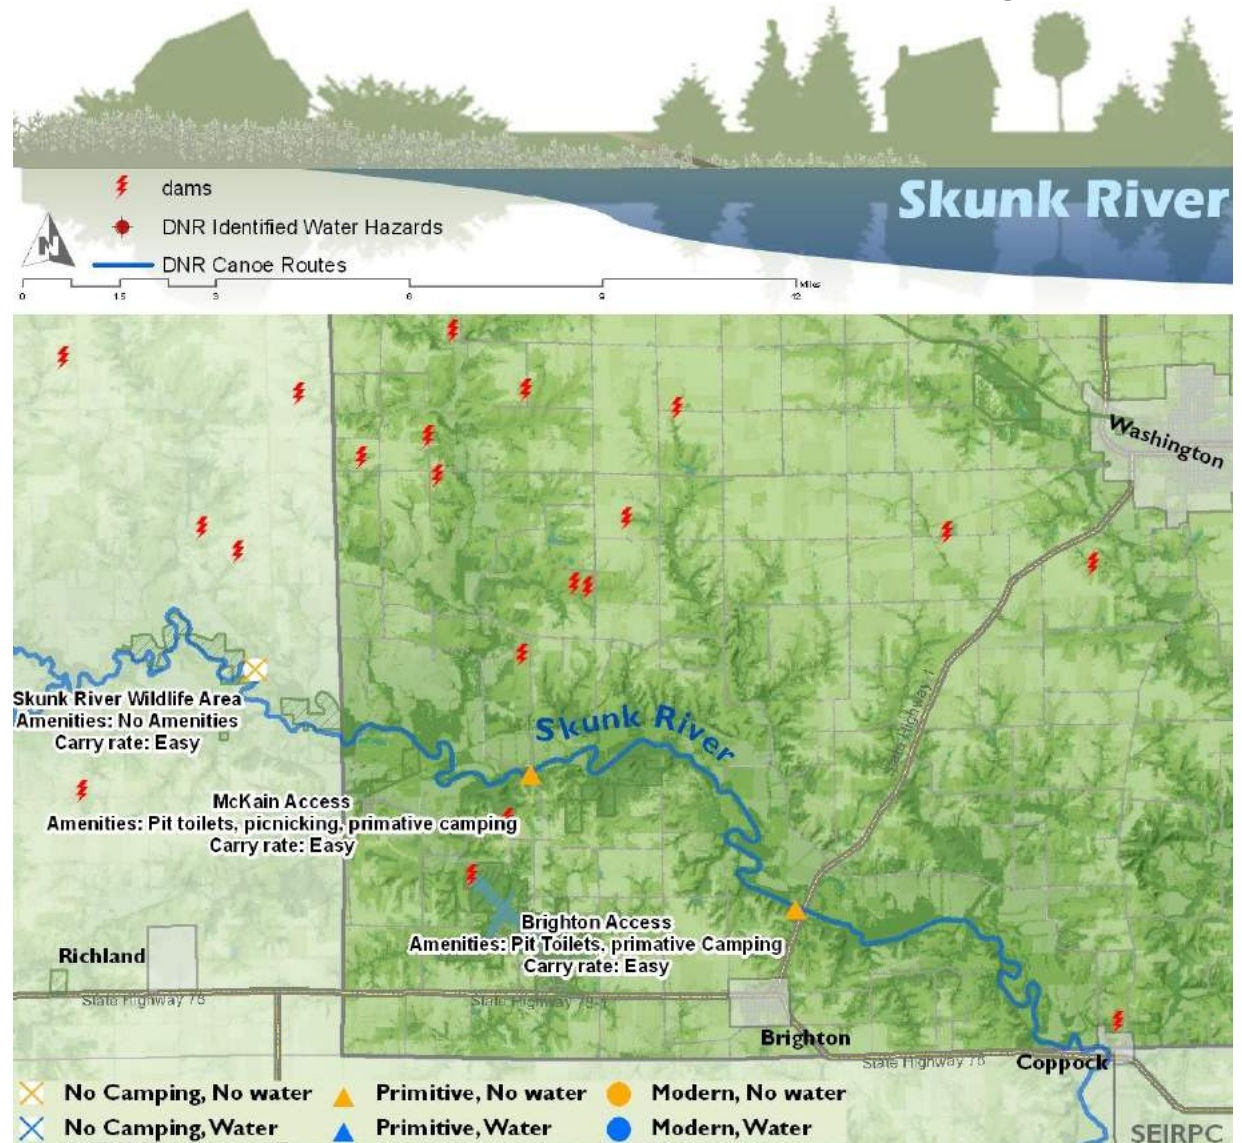 dams
Skunk River
DNR Identified Water Hazards
N
DNR Canoe Routes
0 1.5 3 6 9 12 Miles
Washington
State Highway 1
Skunk River Wildlife Area
Amenities: No Amenities
Carry rate: Easy
Skunk River
McKain Access
Amenities: Pit toilets, picnicking, primative camping
Carry rate: Easy
Brighton Access
Amenities: Pit Toilets, primative Camping
Carry rate: Easy
Richland
State Highway 78
State Highway 78
Brighton
State Highway 78
Coppock
No Camping, No water
Primitive, No water
Modern, No water
No Camping, Water
Primitive, Water
Modern, Water
SEIRPC